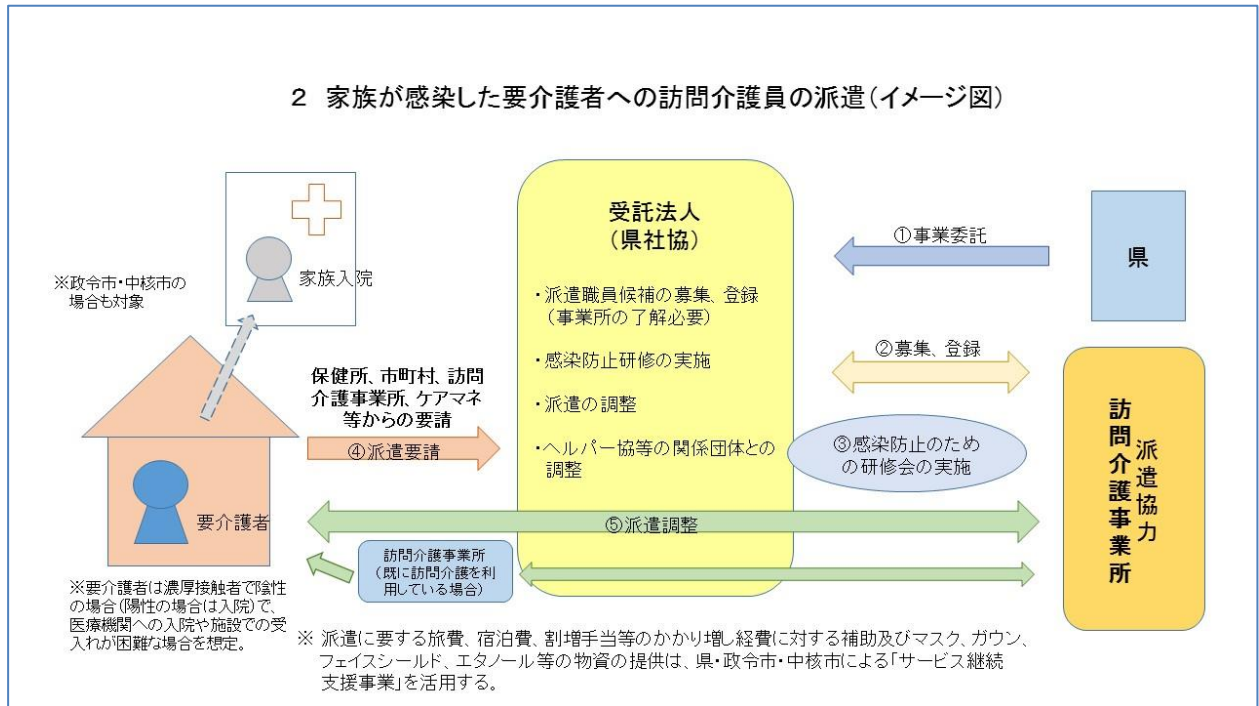 2 家族が感染した要介護者への訪問介護員の派遣(イメージ図)
家族入院
※政令市・中核市の
場合も対象
受託法人
(県社協)
・派遣職員候補の募集、登録
(事業所の了解必要)
・感染防止研修の実施
・派遣の調整
・ヘルパー協等の関係団体との
調整
①事業委託
県
②募集、登録
③感染防止のため
の研修会の実施
派遣協力
訪問介護事業所
保健所、市町村、訪問
介護事業所、ケアマネ
等からの要請
④派遣要請
要介護者
⑤派遣調整
訪問介護事業所
(既に訪問介護を利
用している場合)
※要介護者は濃厚接触者で陰性
の場合(陽性の場合は入院)で、
医療機関への入院や施設での受
入れが困難な場合を想定。
※ 派遣に要する旅費、宿泊費、割増手当等のかかり増し経費に対する補助及びマスク、ガウン、
フェイスシールド、エタノール等の物資の提供は、県・政令市・中核市による「サービス継続
支援事業」を活用する。